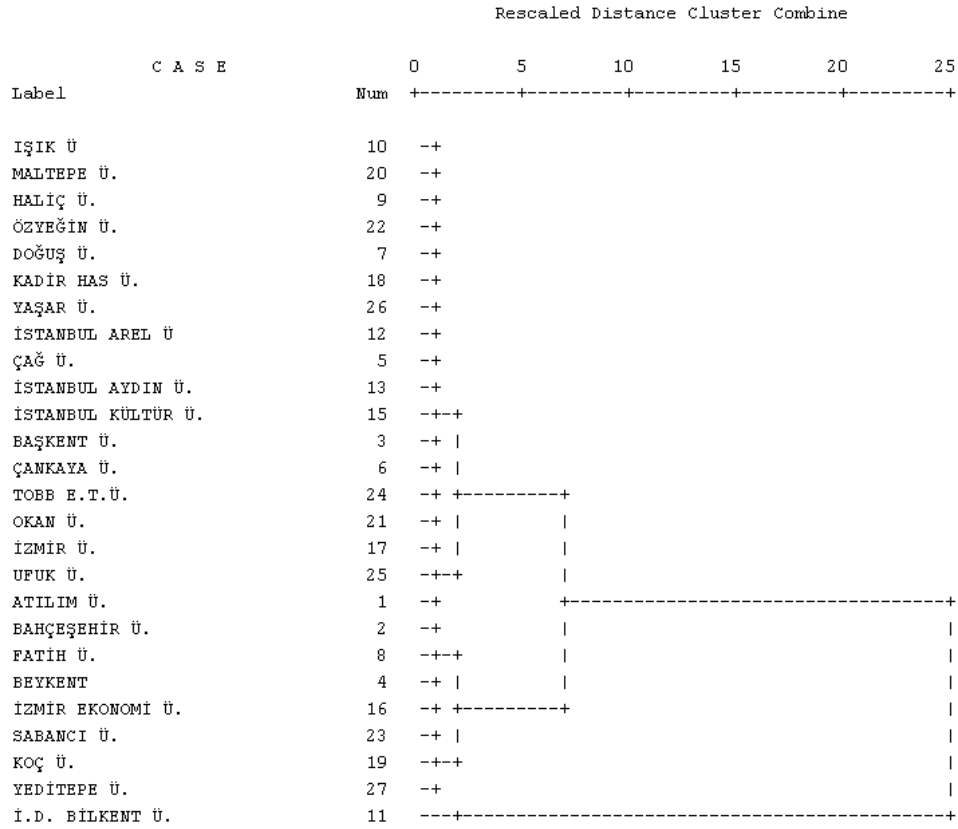 Rescaled Distance Cluster Combine
C A S E 0 5 10 15 20 25
Label Num +---------+---------+---------+---------+---------+
IŞIK Ü 10 -+
MALTEPE Ü. 20 -+
HALİÇ Ü. 9 -+
ÖZYEĞİN Ü. 22 -+
DOĞUŞ Ü. 7 -+
KADİR HAS Ü. 18 -+
YAŞAR Ü. 26 -+
İSTANBUL AREL Ü 12 -+
ÇAĞ Ü. 5 -+
İSTANBUL AYDIN Ü. 13 -+
İSTANBUL KÜLTÜR Ü. 15 -+-+
BAŞKENT Ü. 3 -+ |
ÇANKAYA Ü. 6 -+ |
TOBB E.T.Ü. 24 -+ +---------+
OKAN Ü. 21 -+ | |
İZMİR Ü. 17 -+ | |
UFUK Ü. 25 -+-+ |
ATILIM Ü. 1 -+ +-----------------------------------+
BAHÇEŞEHİR Ü. 2 -+ | |
FATİH Ü. 8 -+-+ | |
BEYKENT 4 -+ | | |
İZMİR EKONOMİ Ü. 16 -+ +---------+ |
SABANCI Ü. 23 -+ | |
KOÇ Ü. 19 -+-+ |
YEDİTEPE Ü. 27 -+ |
İ.D. BİLKENT Ü. 11 ---+---------------------------------------------+